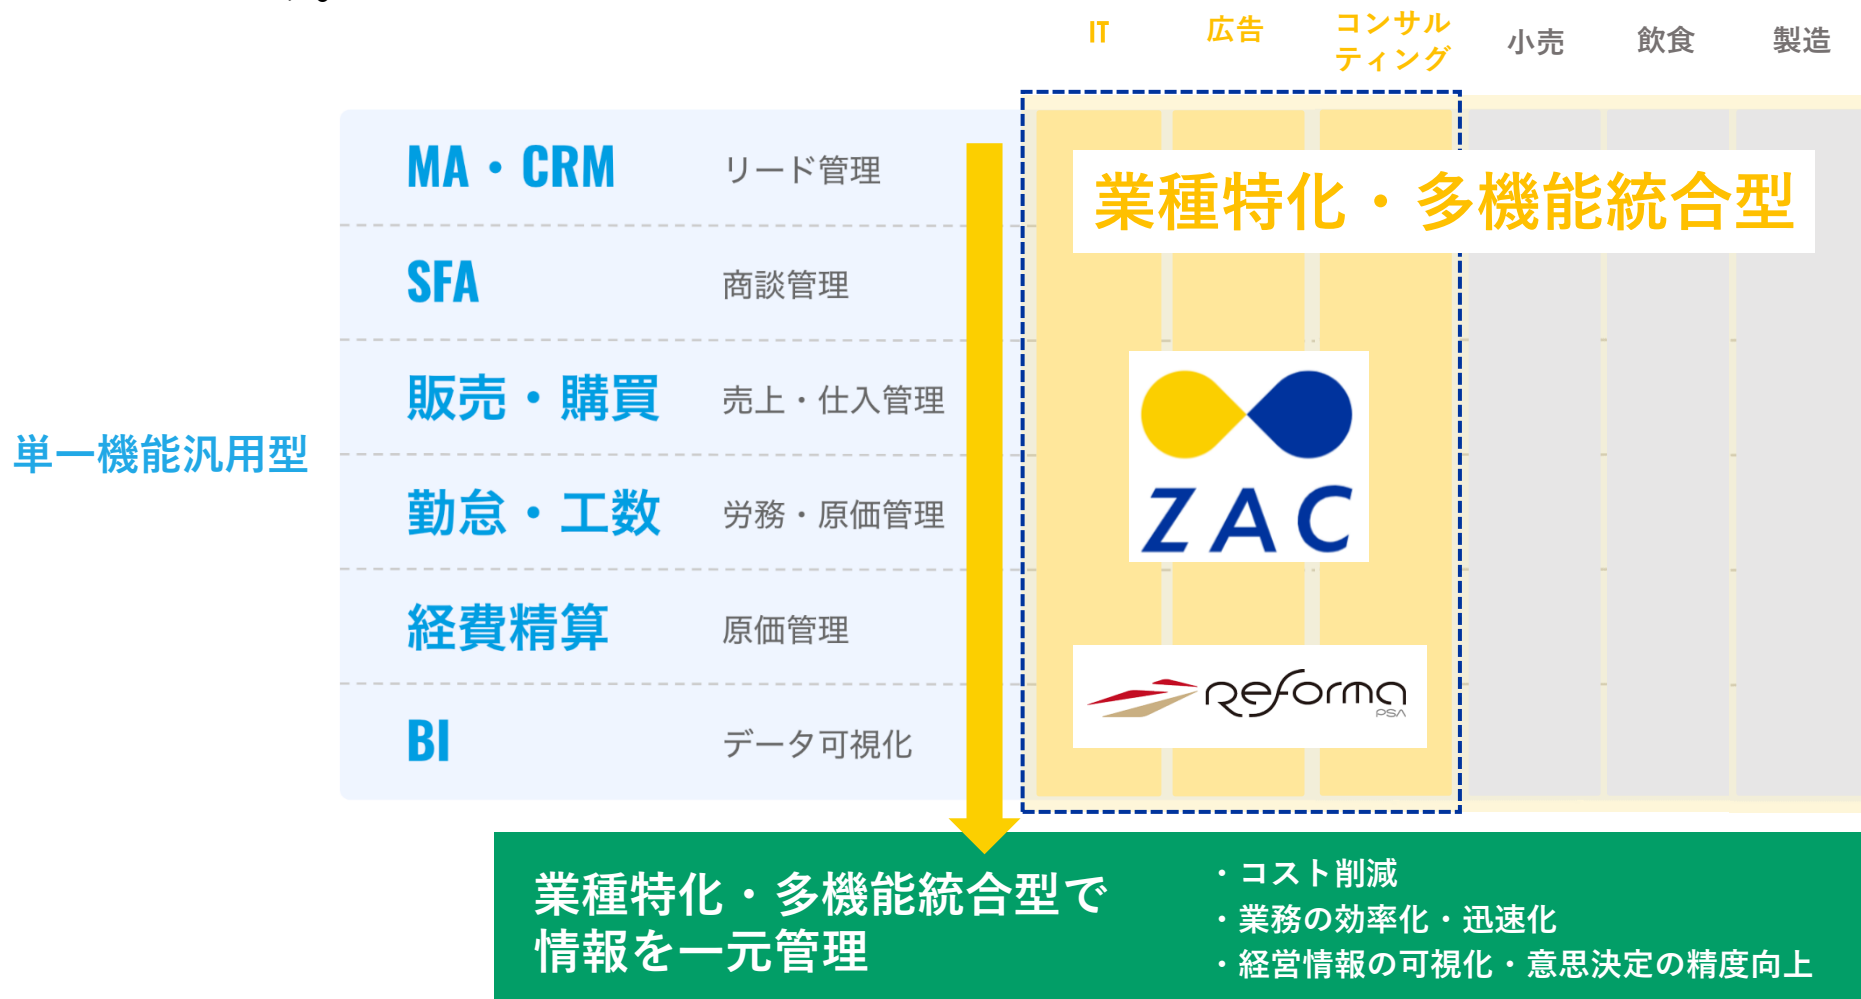 IT
広告
コンサル
ティング
小売
飲食
製造
単一機能汎用型
MA・CRM リード管理
SFA 商談管理
販売・購買 売上・仕入管理
勤怠・工数 労務・原価管理
経費精算 原価管理
BI データ可視化
業種特化・多機能統合型
ZAC
reforma
PSA
業種特化・多機能統合型で
情報を一元管理
・コスト削減
・業務の効率化・迅速化
・経営情報の可視化・意思決定の精度向上